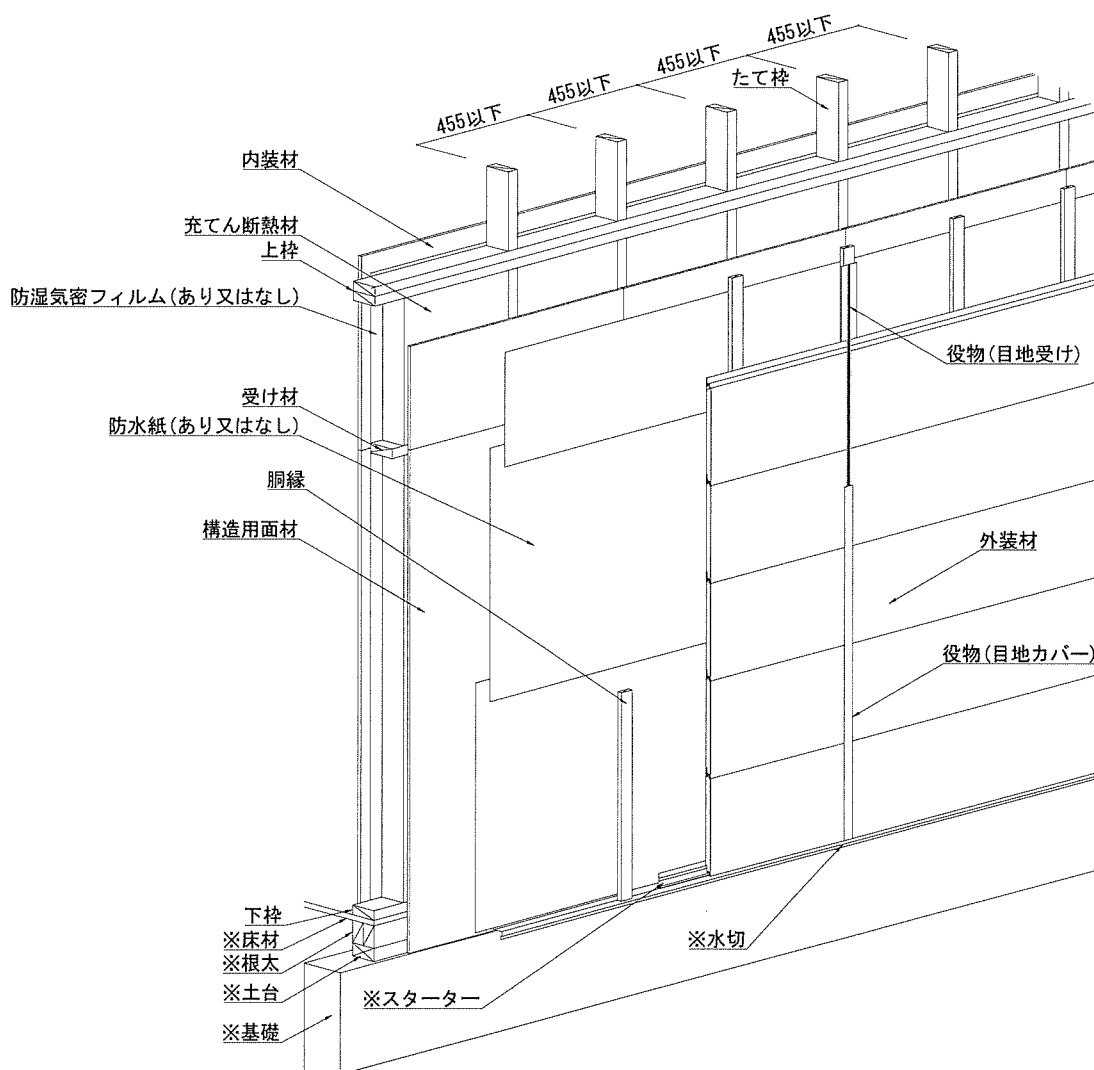 455以下
455以下
455以下
455以下
たて枠
内装材
充てん断熱材
上枠
防湿気密フィルム(あり又はなし)
役物(目地受け)
受け材
防水紙(あり又はなし)
胴縁
構造用面材
外装材
役物(目地カバー)
下枠
※床材
※水切
※根太
※土台
※スターター
※基礎